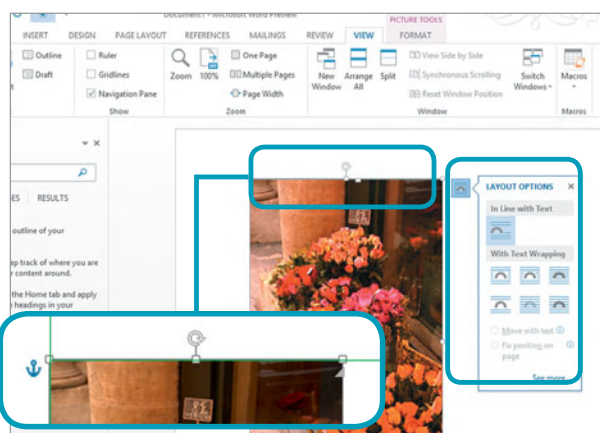 Document1 - Microsoft Word Preview
PICTURE TOOLS
INSERT DESIGN PAGE LAYOUT REFERENCES MAILINGS REVIEW VIEW FORMAT
Outline
Draft
Ruler
Gridlines
Navigation Pane
Show
Zoom
100%
One Page
Multiple Pages
Page Width
Zoom
New Window
Arrange All
Split
View Side by Side
Synchronous Scrolling
Reset Window Position
Window
Switch Windows
Macros
Macros
RESULTS
outline of your
track of where you are
content around.
the Home tab and apply
headings in your
LAYOUT OPTIONS
In Line with Text
With Text Wrapping
Move with text
Fix position on
page
See more...